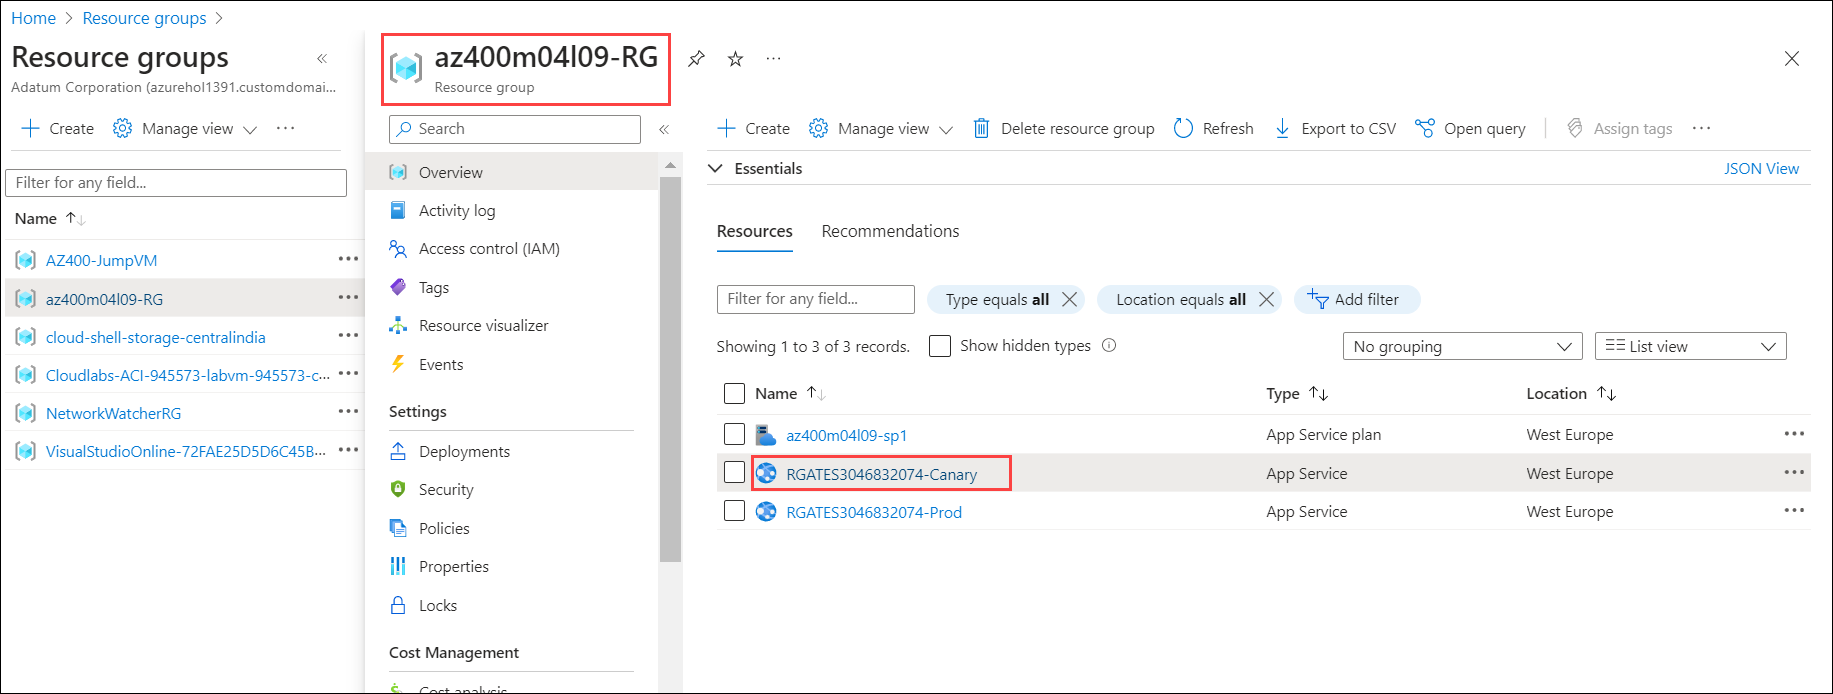 Home > Resource groups >
Resource groups «
Adatum Corporation (azurehol1391.customdomai...
Create Manage view ...
Filter for any field...
Name
AZ400-JumpVM ...
az400m04l09-RG ...
cloud-shell-storage-centralindia ...
Cloudlabs-ACI-945573-labvm-945573-c... ...
NetworkWatcherRG ...
VisualStudioOnline-72FAE25D5D6C45B... ...
az400m04l09-RG ...
Resource group
Search «
Overview
Activity log
Access control (IAM)
Tags
Resource visualizer
Events
Settings
Deployments
Security
Policies
Properties
Locks
Cost Management
Cost analysis
Create Manage view Delete resource group Refresh Export to CSV Open query Assign tags ...
Essentials JSON View
Resources Recommendations
Filter for any field... Type equals all Location equals all Add filter
Showing 1 to 3 of 3 records. Show hidden types No grouping List view
Name Type Location
az400m04l09-sp1 App Service plan West Europe ...
RGATES3046832074-Canary App Service West Europe ...
RGATES3046832074-Prod App Service West Europe ...